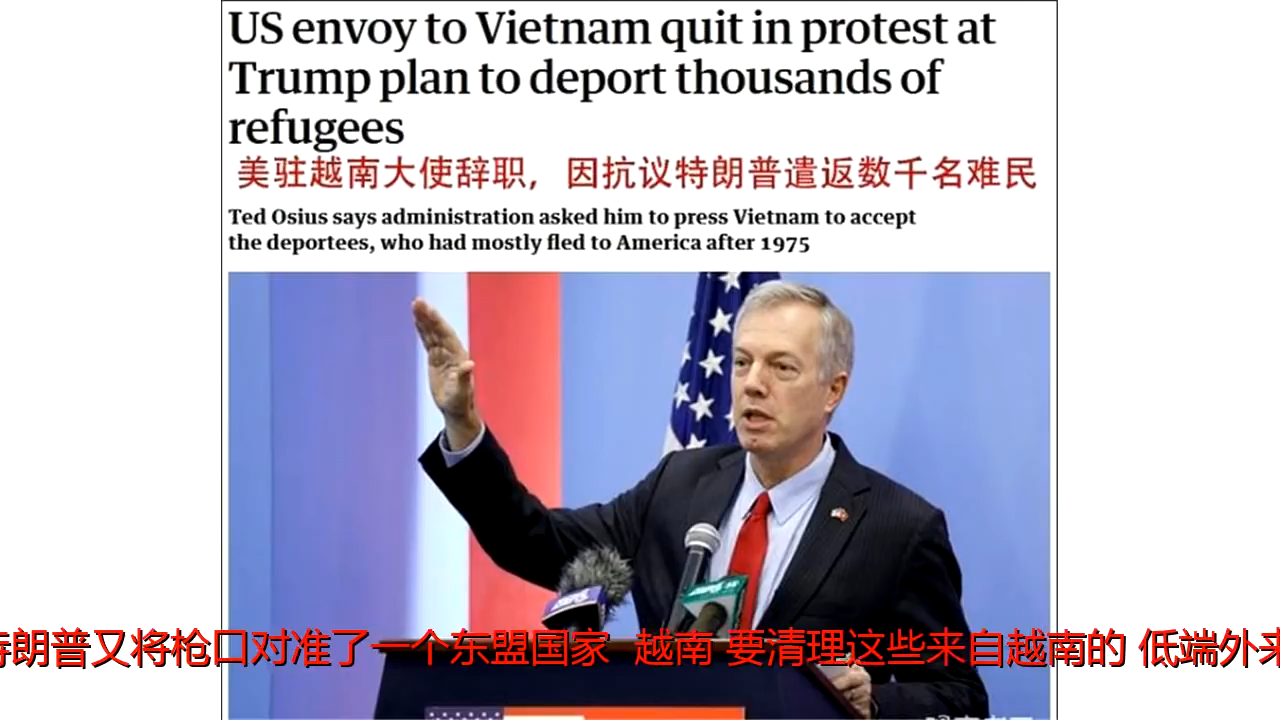 US envoy to Vietnam quit in protest at
Trump plan to deport thousands of
refugees
美驻越南大使辞职，因抗议特朗普遣返数千名难民
Ted Osius says administration asked him to press Vietnam to accept
the deportees, who had mostly fled to America after 1975
朗普又将枪口对准了一个东盟国家 越南 要清理这些来自越南的 低端外